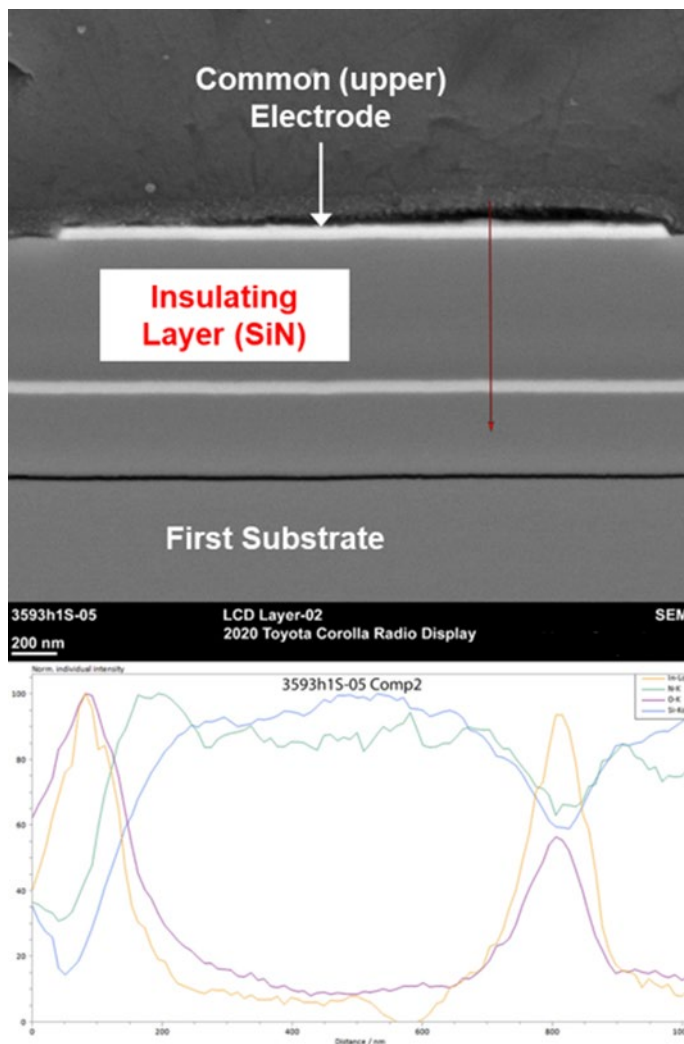 Common (upper)
Electrode
Insulating
Layer (SiN)
First Substrate
3593h1S-05 LCD Layer-02 SEM
200 nm 2020 Toyota Corolla Radio Display
Norm. individual intensity
3593h1S-05 Comp2
N-K
O-K
100
80
60
40
20
0
0 200 400 600 800
Distance / nm